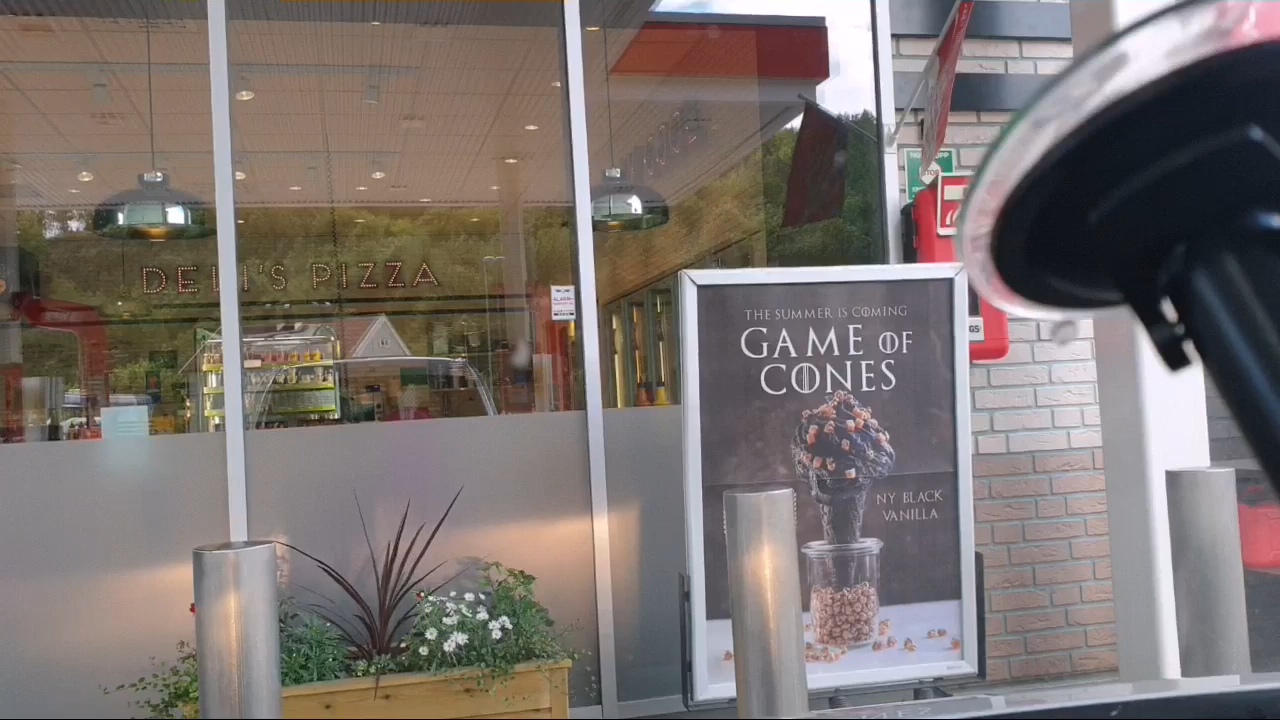 DELI'S PIZZA
THE SUMMER IS COMING
GAME OF
CONES
NY BLACK
VANILLA